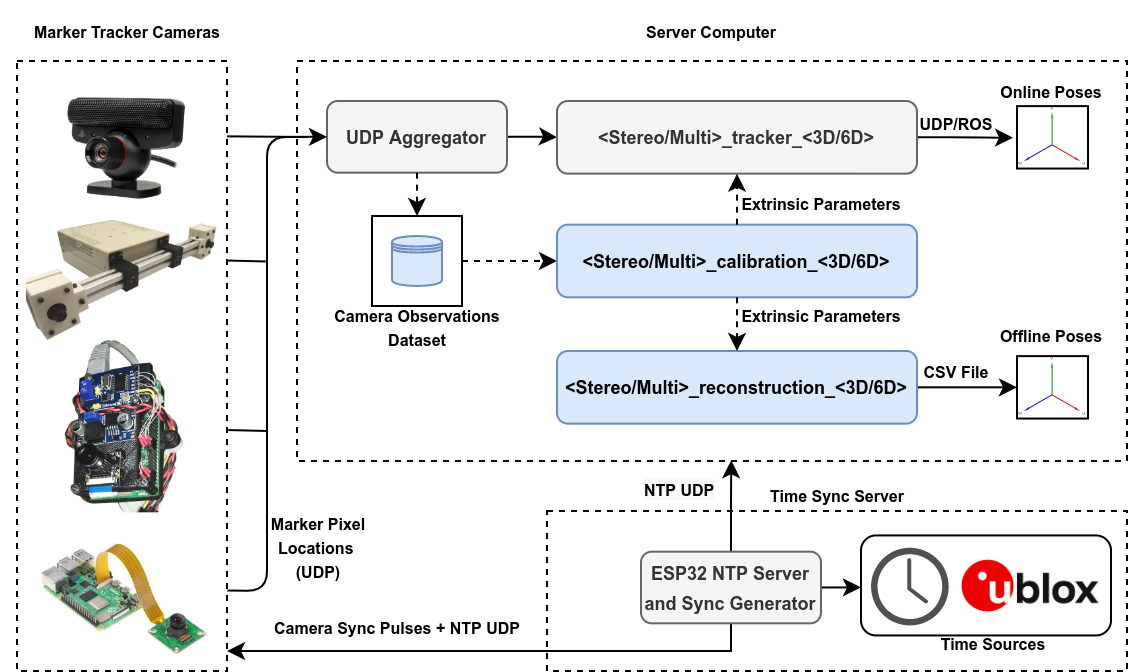 Marker Tracker Cameras
Server Computer
Online Poses
UDP Aggregator
<Stereo/Multi>_tracker_<3D/6D>
UDP/ROS
Extrinsic Parameters
<Stereo/Multi>_calibration_<3D/6D>
Camera Observations
Dataset
Extrinsic Parameters
Offline Poses
<Stereo/Multi>_reconstruction_<3D/6D>
CSV File
NTP UDP
Time Sync Server
Marker Pixel
Locations
(UDP)
ESP32 NTP Server
and Sync Generator
ublox
Time Sources
Camera Sync Pulses + NTP UDP